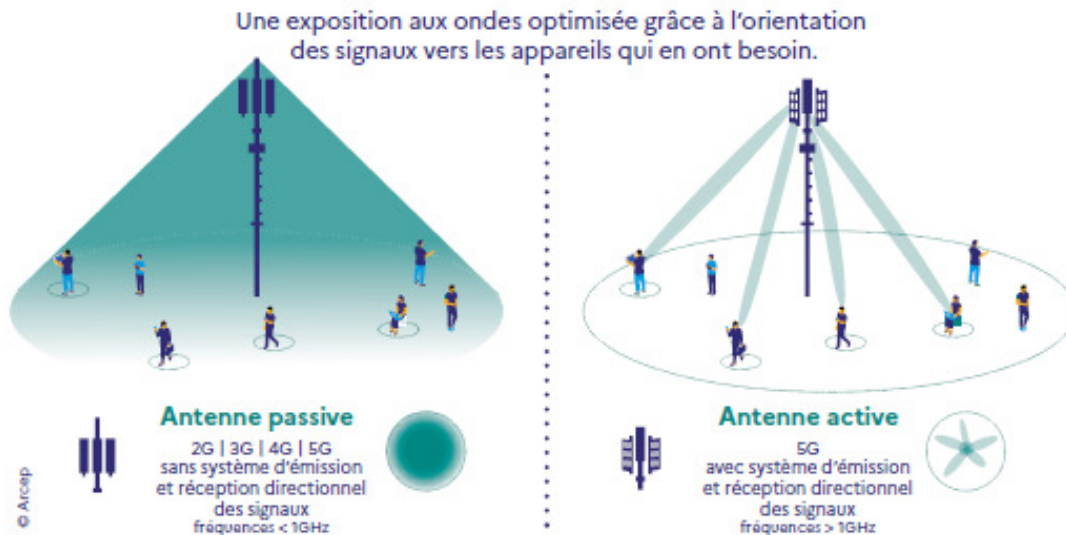 Une exposition aux ondes optimisée grâce à l'orientation
des signaux vers les appareils qui en ont besoin.
Antenne passive
2G | 3G | 4G | 5G
sans système d'émission
et réception directionnel
des signaux
fréquences < 1GHz
Antenne active
5G
avec système d'émission
et réception directionnel
des signaux
fréquences > 1GHz
© Arcep